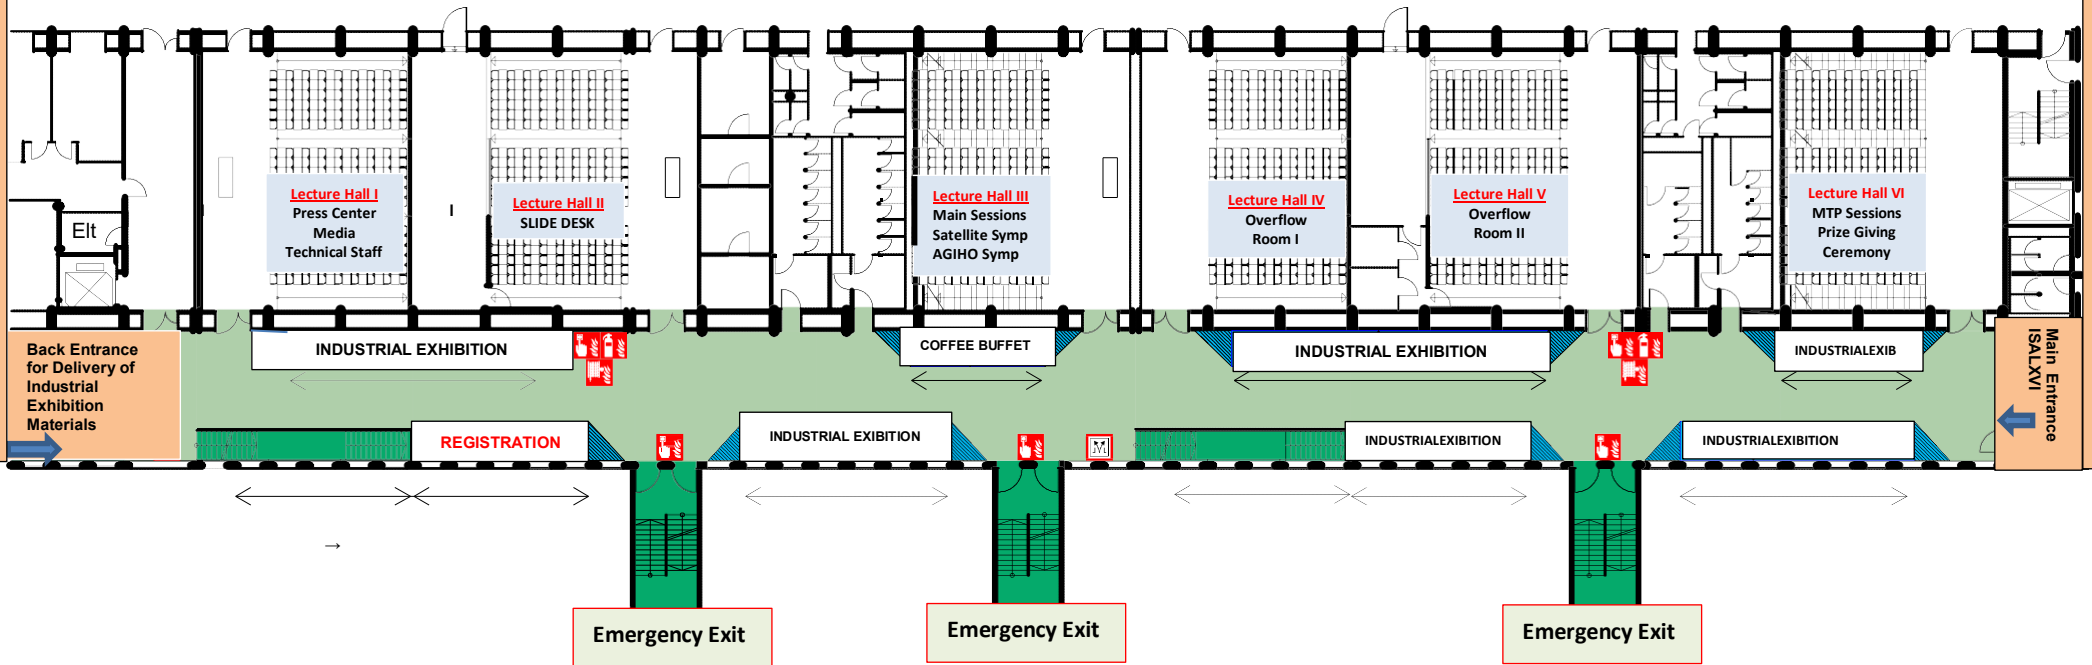 Elt
Lecture Hall I
Press Center
Media
Technical Staff
I
Lecture Hall II
SLIDE DESK
Lecture Hall III
Main Sessions
Satellite Symp
AGIHO Symp
Lecture Hall IV
Overflow
Room I
Lecture Hall V
Overflow
Room II
Lecture Hall VI
MTP Sessions
Prize Giving
Ceremony
Back Entrance
for Delivery of
Industrial
Exhibition
Materials
INDUSTRIAL EXHIBITION
COFFEE BUFFET
INDUSTRIAL EXHIBITION
INDUSTRIALEXIB
Main Entrance
ISALXVI
REGISTRATION
INDUSTRIAL EXIBITION
INDUSTRIALEXIBITION
INDUSTRIALEXIBITION
Emergency Exit
Emergency Exit
Emergency Exit